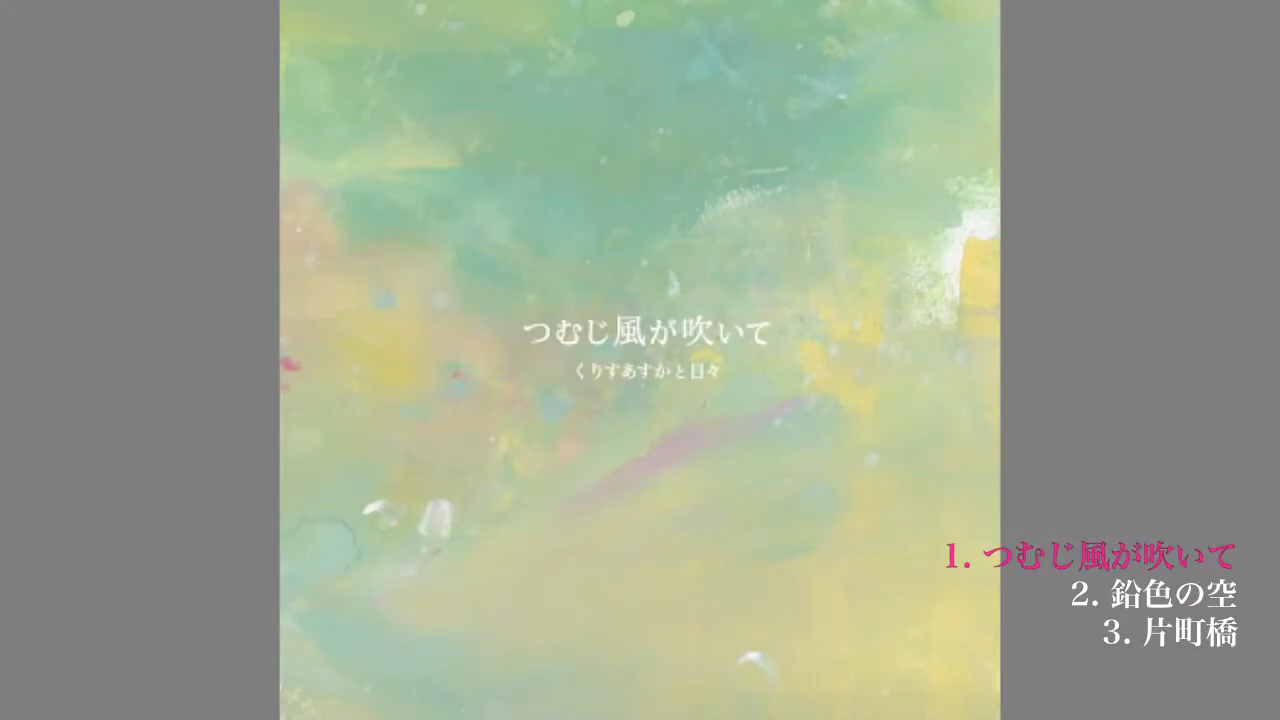 つむじ風が吹いて
くりすあすかと日々
1. つむじ風が吹いて
2. 鉛色の空
3. 片町橋